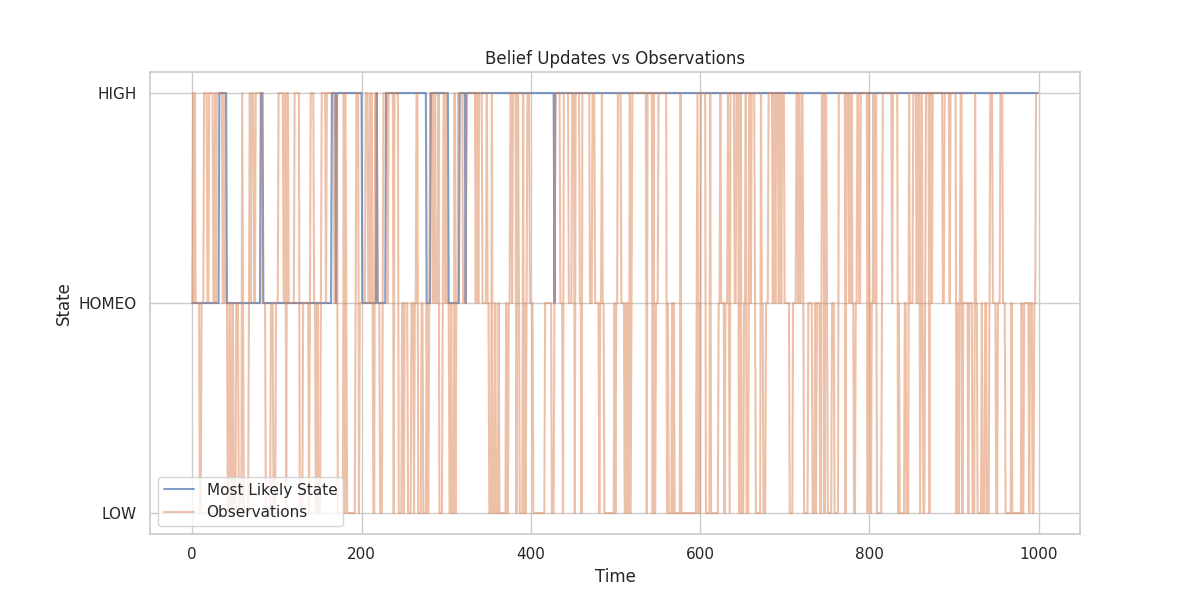 Belief Updates vs Observations
HIGH
HOMEO
LOW
State
Most Likely State
Observations
0 200 400 600 800 1000
Time